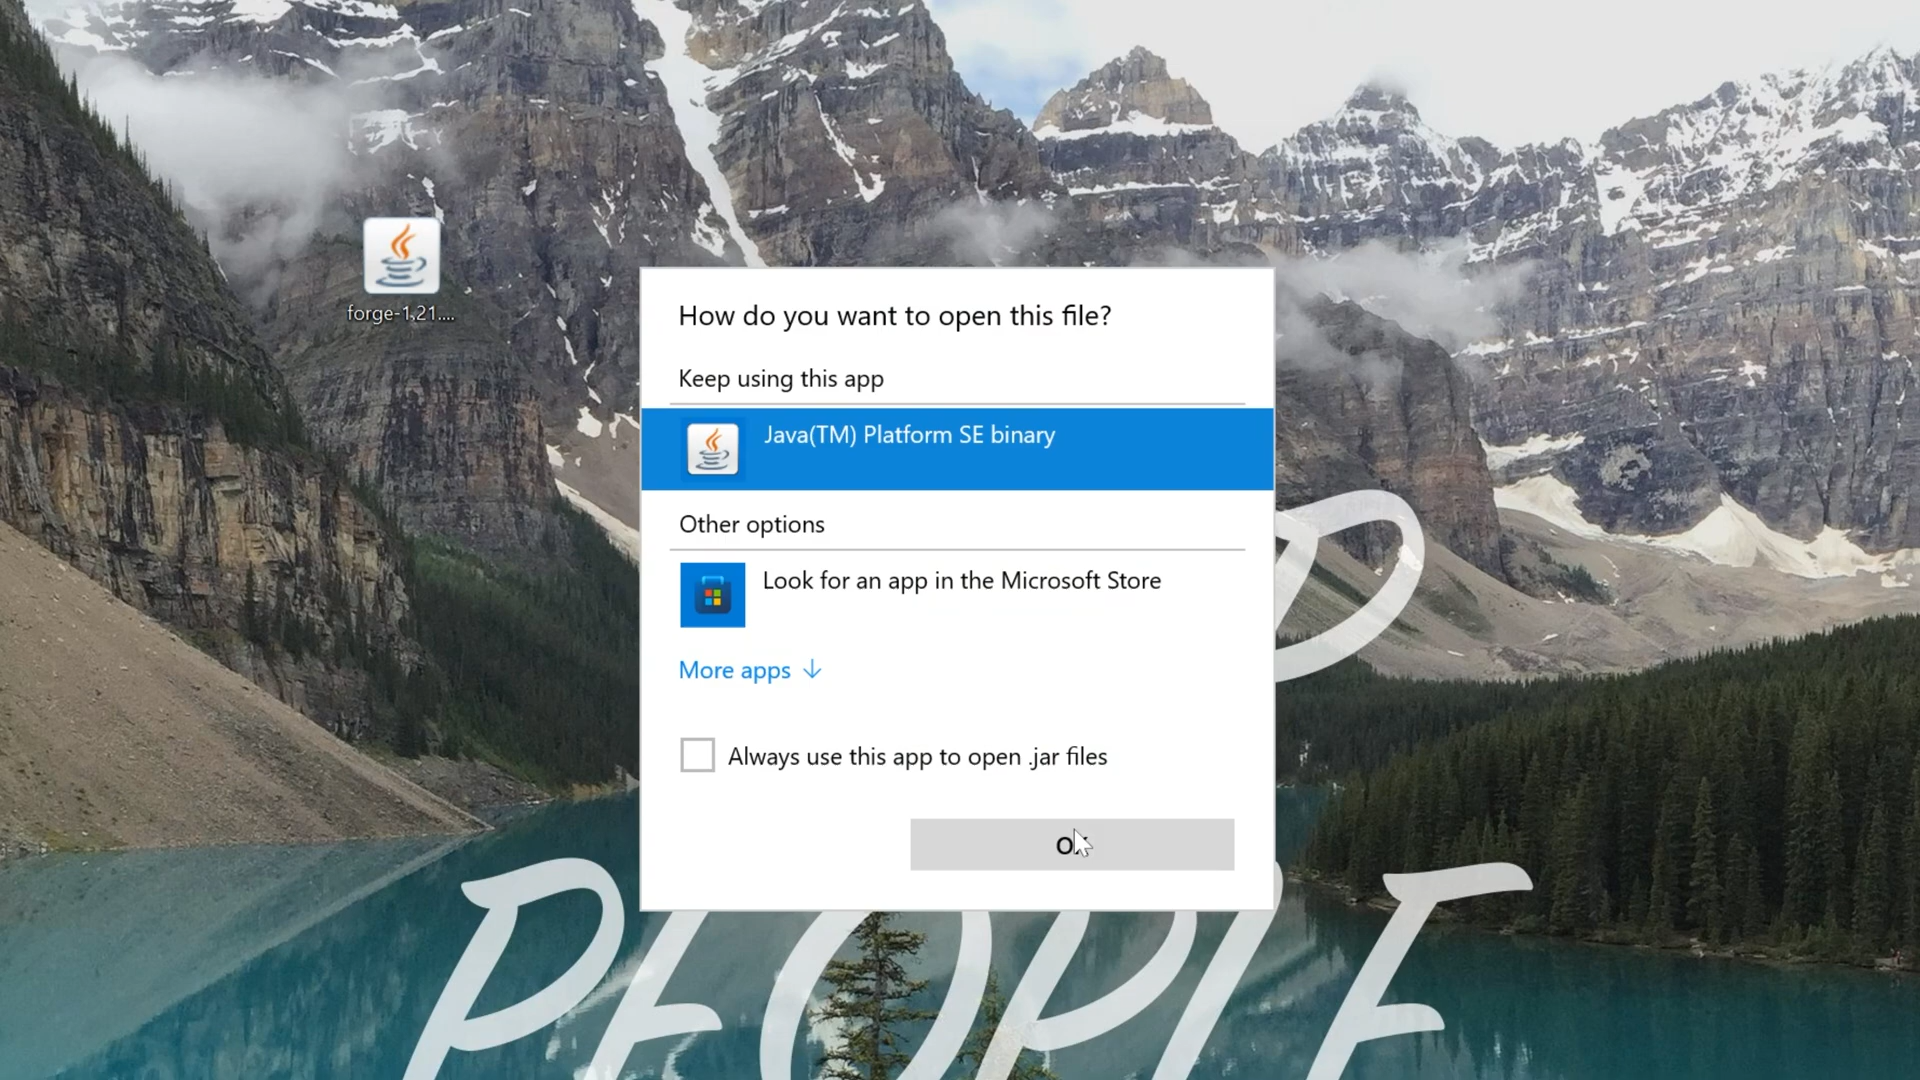 forge-1.21....
How do you want to open this file?
Keep using this app
Java(TM) Platform SE binary
Other options
Look for an app in the Microsoft Store
More apps
Always use this app to open .jar files
PEOPLE